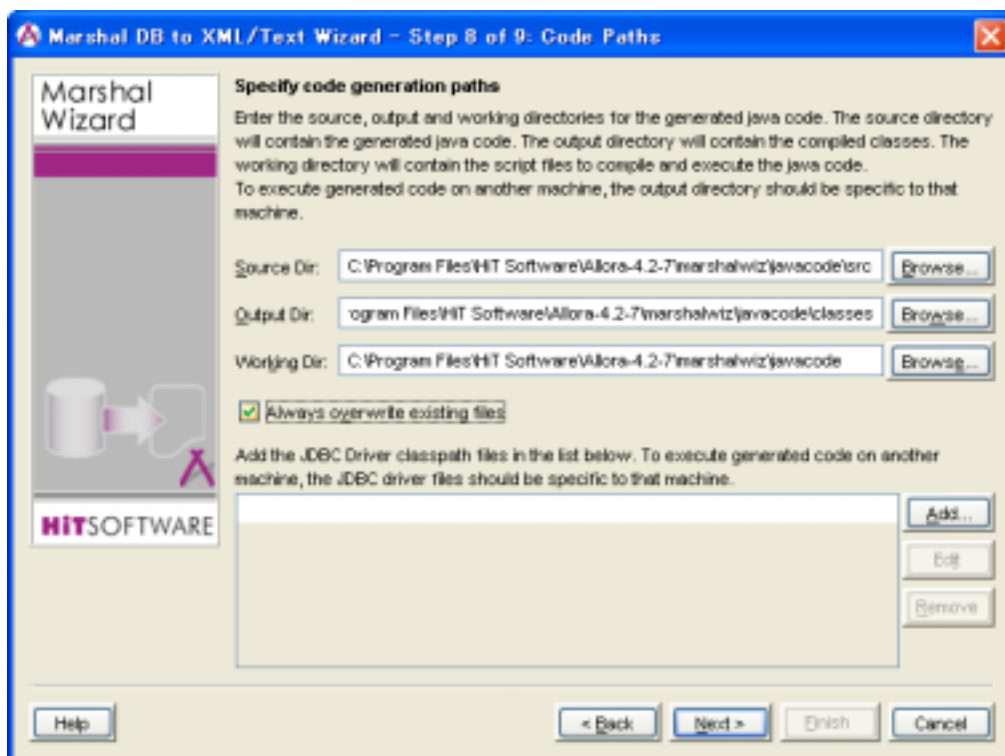 Marshal DB to XML/Text Wizard - Step 8 of 9: Code Paths
Marshal
Wizard
Specify code generation paths
Enter the source, output and working directories for the generated java code. The source directory
will contain the generated java code. The output directory will contain the compiled classes. The
working directory will contain the script files to compile and execute the java code.
To execute generated code on another machine, the output directory should be specific to that
machine.
Source Dir: C:\Program Files\HiT Software\Allora-4.2-7\marshalwiz\javacode\src Browse...
Output Dir: ogram Files\HiT Software\Allora-4.2-7\marshalwiz\javacode\classes Browse...
Working Dir: C:\Program Files\HiT Software\Allora-4.2-7\marshalwiz\javacode Browse...
Always overwrite existing files
Add the JDBC Driver classpath files in the list below. To execute generated code on another
machine, the JDBC driver files should be specific to that machine.
HiTSOFTWARE
Add...
Edit
Remove
Help < Back Next > Finish Cancel